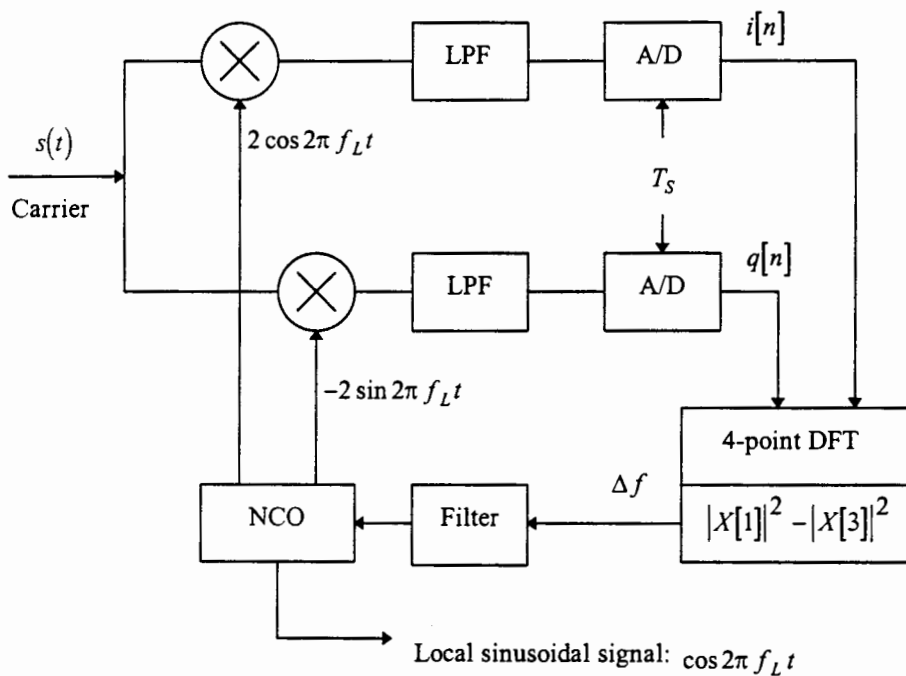 LPF
A/D
i[n]
2 cos 2π f_L t
s(t)
Carrier
T_S
LPF
A/D
q[n]
−2 sin 2π f_L t
4-point DFT
Δf
NCO
Filter
|X[1]|² − |X[3]|²
Local sinusoidal signal: cos 2π f_L t